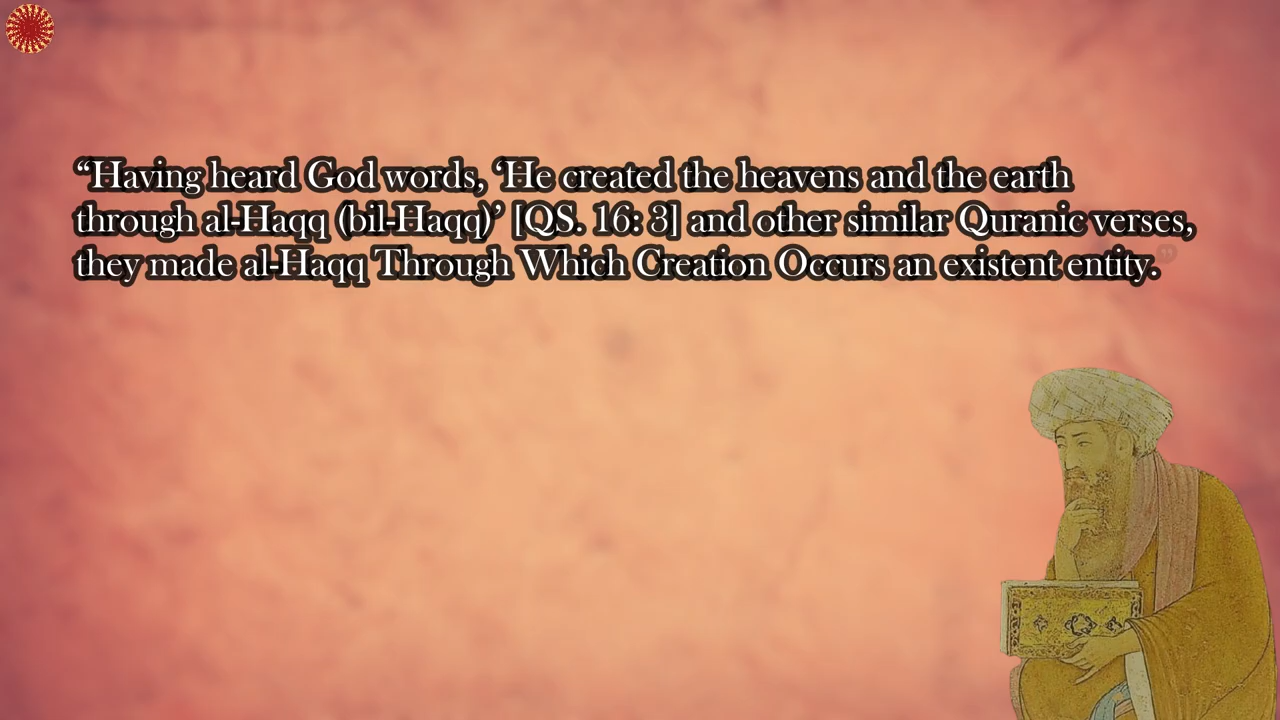 “Having heard God words, ‘He created the heavens and the earth
through al-Haqq (bil-Haqq)’ [QS. 16: 3] and other similar Quranic verses,
they made al-Haqq Through Which Creation Occurs an existent entity.”